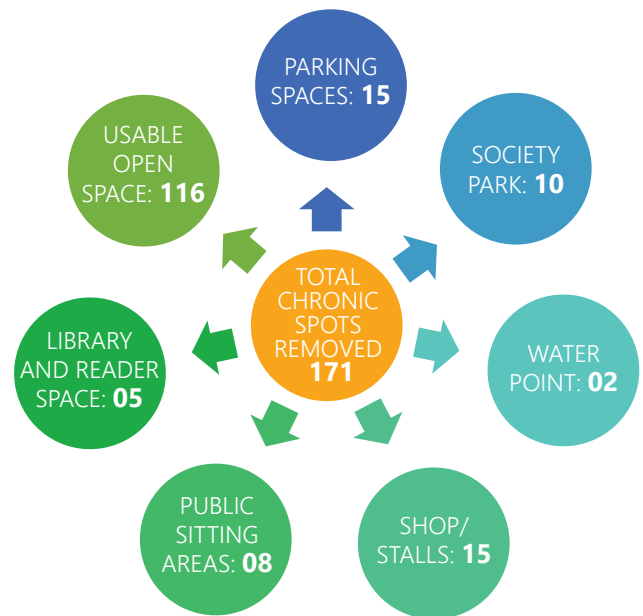 PARKING
SPACES: 15
SOCIETY
PARK: 10
WATER
POINT: 02
SHOP/
STALLS: 15
PUBLIC
SITTING
AREAS: 08
LIBRARY
AND READER
SPACE: 05
USABLE
OPEN
SPACE: 116
TOTAL
CHRONIC
SPOTS
REMOVED
171